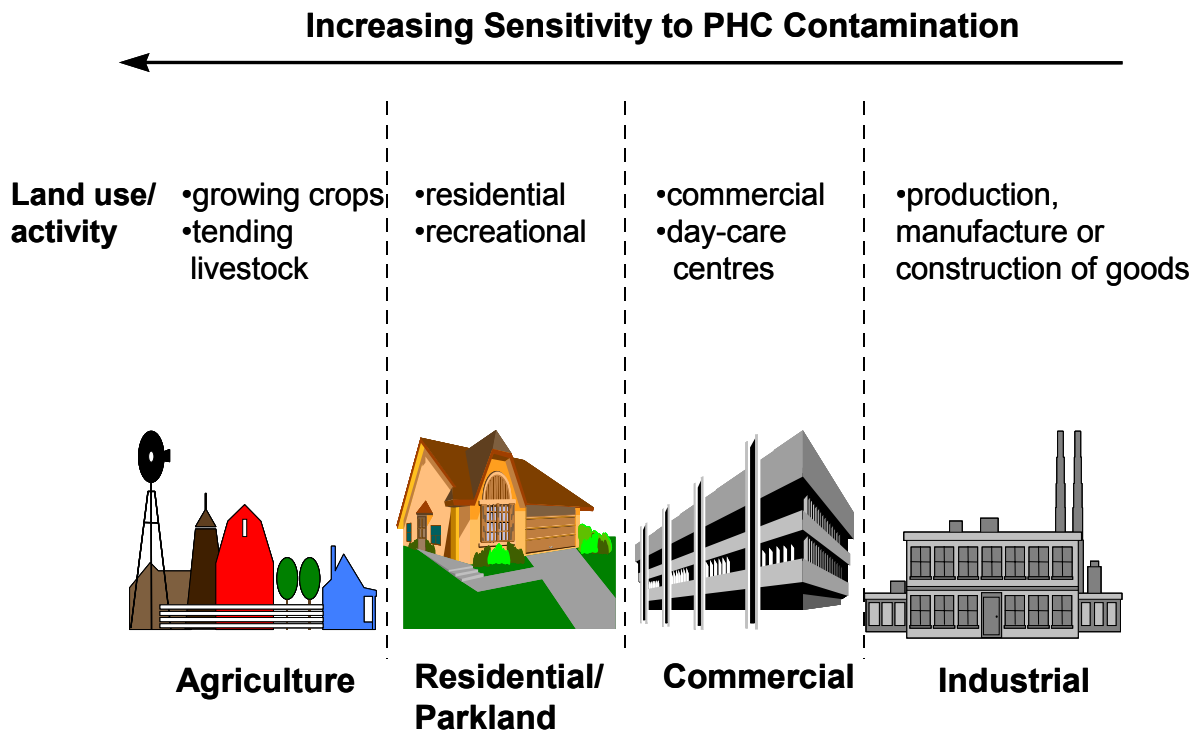 Increasing Sensitivity to PHC Contamination
Land use/
activity
•growing crops
•tending
livestock
•residential
•recreational
•commercial
•day-care
centres
•production,
manufacture or
construction of goods
Agriculture
Residential/
Parkland
Commercial
Industrial